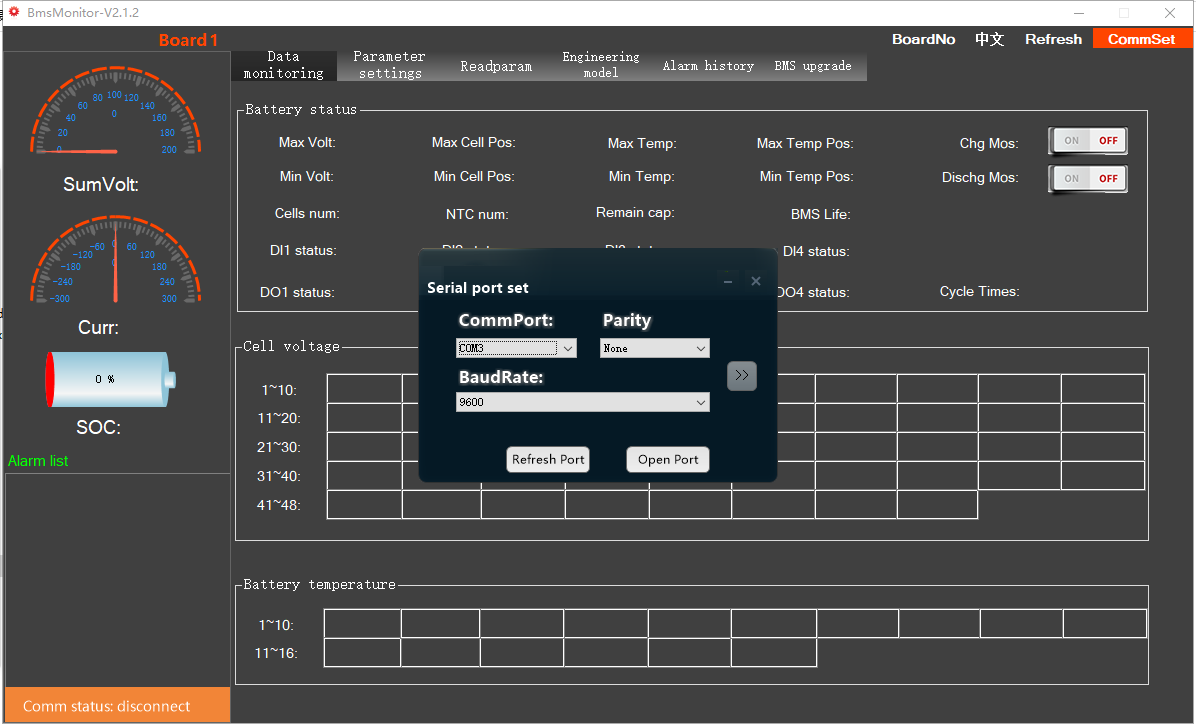 BmsMonitor-V2.1.2
Board 1
BoardNo 中文 Refresh CommSet
Data monitoring
Parameter settings
Readparam
Engineering model
Alarm history
BMS upgrade
0 20 40 60 80 100 120 140 160 180 200
0
SumVolt:
-300 -240 -180 -120 -60 0 60 120 180 240 300
0
Curr:
0 %
SOC:
Alarm list
Comm status: disconnect
Battery status
Max Volt: Max Cell Pos: Max Temp: Max Temp Pos: Chg Mos: ON OFF
Min Volt: Min Cell Pos: Min Temp: Min Temp Pos: Dischg Mos: ON OFF
Cells num: NTC num: Remain cap: BMS Life:
DI1 status: DI4 status:
DO1 status: DO4 status: Cycle Times:
Serial port set
CommPort: Parity
COM3 None
BaudRate: >>
9600
Refresh Port Open Port
Cell voltage
1~10:
11~20:
21~30:
31~40:
41~48:
Battery temperature
1~10:
11~16: